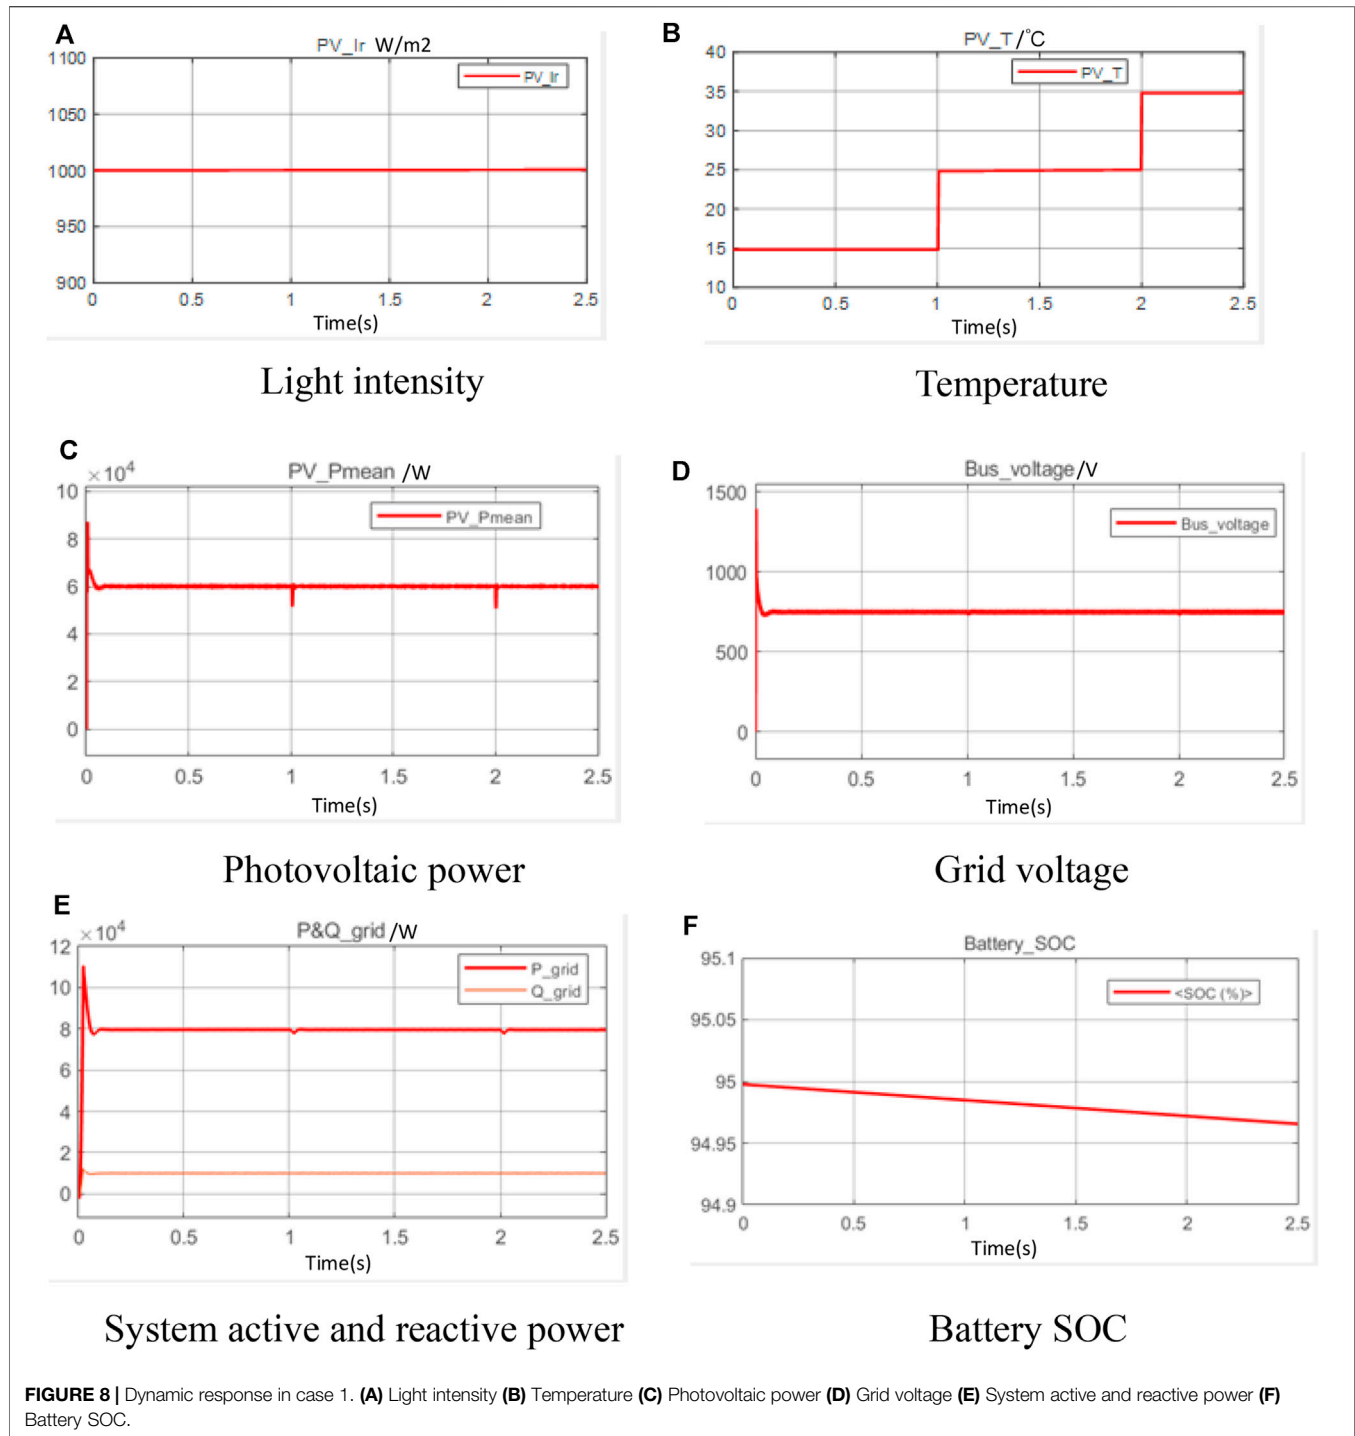 A
PV_Ir W/m2
1100
1050
1000
950
900
PV_Ir
0 0.5 1 1.5 2 2.5
Time(s)
Light intensity
B
PV_T/°C
40
35
30
25
20
15
10
PV_T
0 0.5 1 1.5 2 2.5
Time(s)
Temperature
C
×10⁴
PV_Pmean /W
10
8
6
4
2
0
PV_Pmean
0 0.5 1 1.5 2 2.5
Time(s)
Photovoltaic power
D
Bus_voltage/V
1500
1000
500
0
Bus_voltage
0 0.5 1 1.5 2 2.5
Time(s)
Grid voltage
E
×10⁴
P&Q_grid /W
12
10
8
6
4
2
0
P_grid
Q_grid
0 0.5 1 1.5 2 2.5
Time(s)
System active and reactive power
F
Battery_SOC
95.1
95.05
95
94.95
94.9
<SOC (%)>
0 0.5 1 1.5 2 2.5
Time(s)
Battery SOC
FIGURE 8 | Dynamic response in case 1. (A) Light intensity (B) Temperature (C) Photovoltaic power (D) Grid voltage (E) System active and reactive power (F)
Battery SOC.